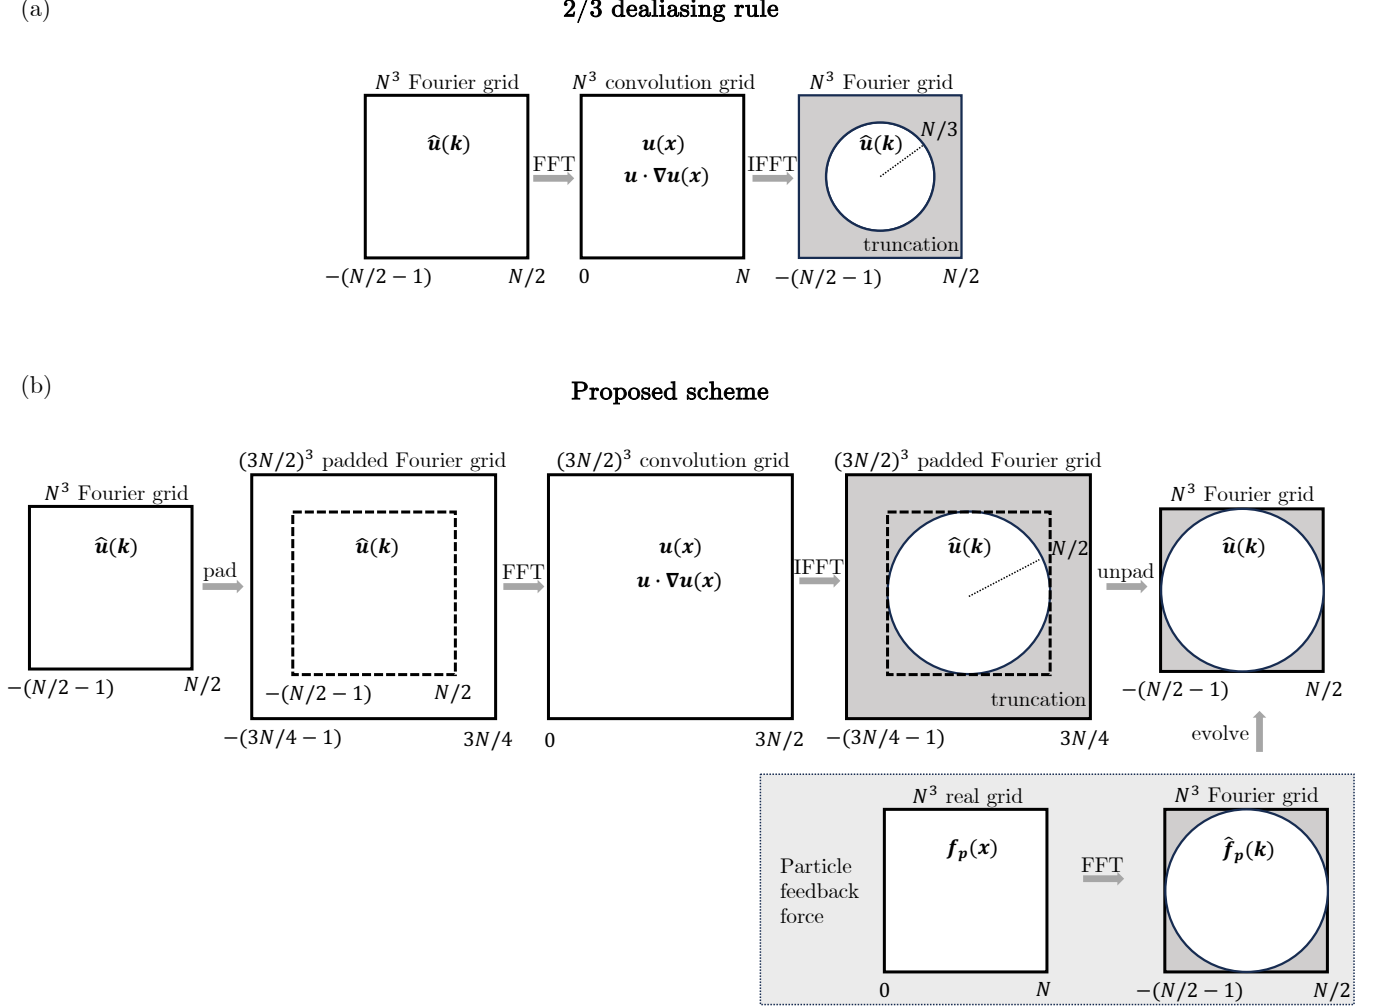 (a)
2/3 dealiasing rule
N³ Fourier grid
N³ convolution grid
N³ Fourier grid
û(k)
FFT
u(x)
u · ∇u(x)
IFFT
û(k)
N/3
truncation
−(N/2 − 1)
N/2
0
N
−(N/2 − 1)
N/2
(b)
Proposed scheme
N³ Fourier grid
û(k)
−(N/2 − 1)
N/2
pad
(3N/2)³ padded Fourier grid
û(k)
−(N/2 − 1)
N/2
−(3N/4 − 1)
3N/4
FFT
(3N/2)³ convolution grid
u(x)
u · ∇u(x)
0
3N/2
IFFT
(3N/2)³ padded Fourier grid
û(k)
N/2
truncation
−(3N/4 − 1)
3N/4
unpad
N³ Fourier grid
û(k)
−(N/2 − 1)
N/2
evolve
Particle
feedback
force
N³ real grid
fₚ(x)
0
N
FFT
N³ Fourier grid
f̂ₚ(k)
−(N/2 − 1)
N/2